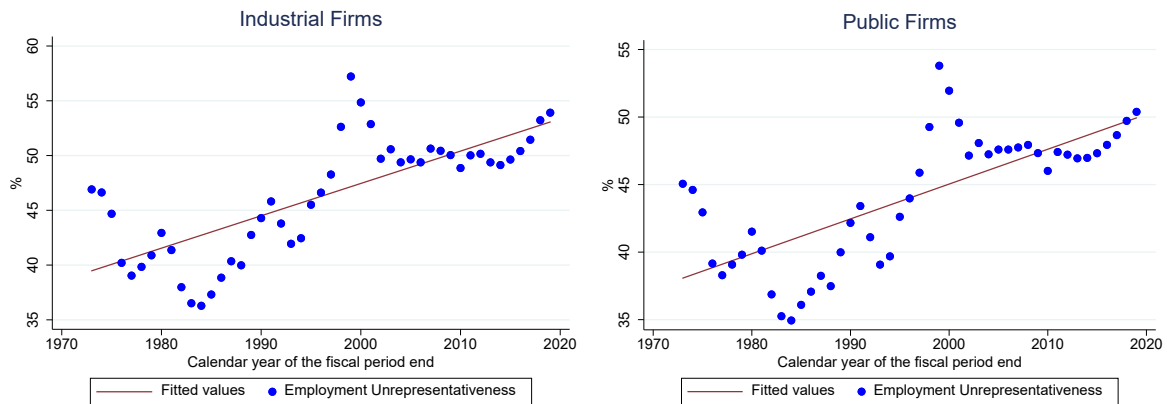 Industrial Firms
60
55
50
45
40
35
%
1970 1980 1990 2000 2010 2020
Calendar year of the fiscal period end
Fitted values Employment Unrepresentativeness
Public Firms
55
50
45
40
35
%
1970 1980 1990 2000 2010 2020
Calendar year of the fiscal period end
Fitted values Employment Unrepresentativeness